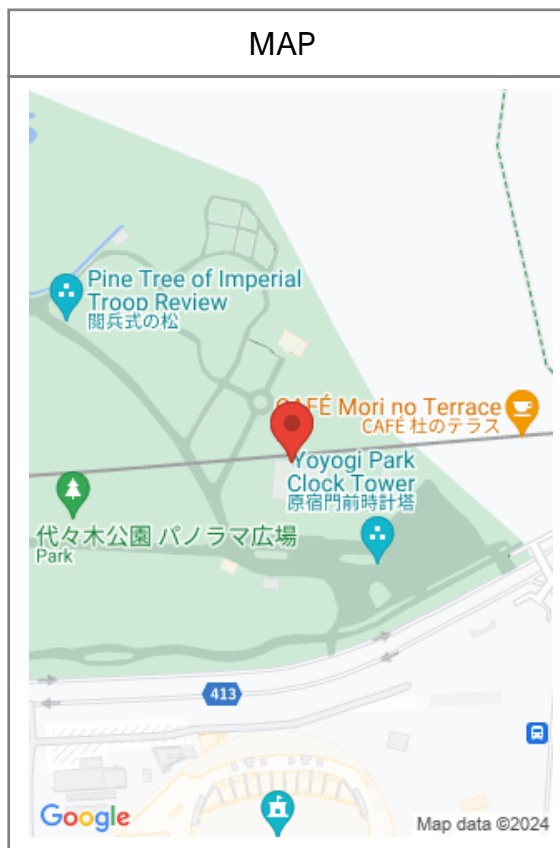 MAP
Pine Tree of Imperial
Troop Review
閲兵式の松
CAFÉ Mori no Terrace
CAFÉ 杜のテラス
Yoyogi Park
Clock Tower
原宿門前時計塔
代々木公園 パノラマ広場
Park
413
Google
Map data ©2024